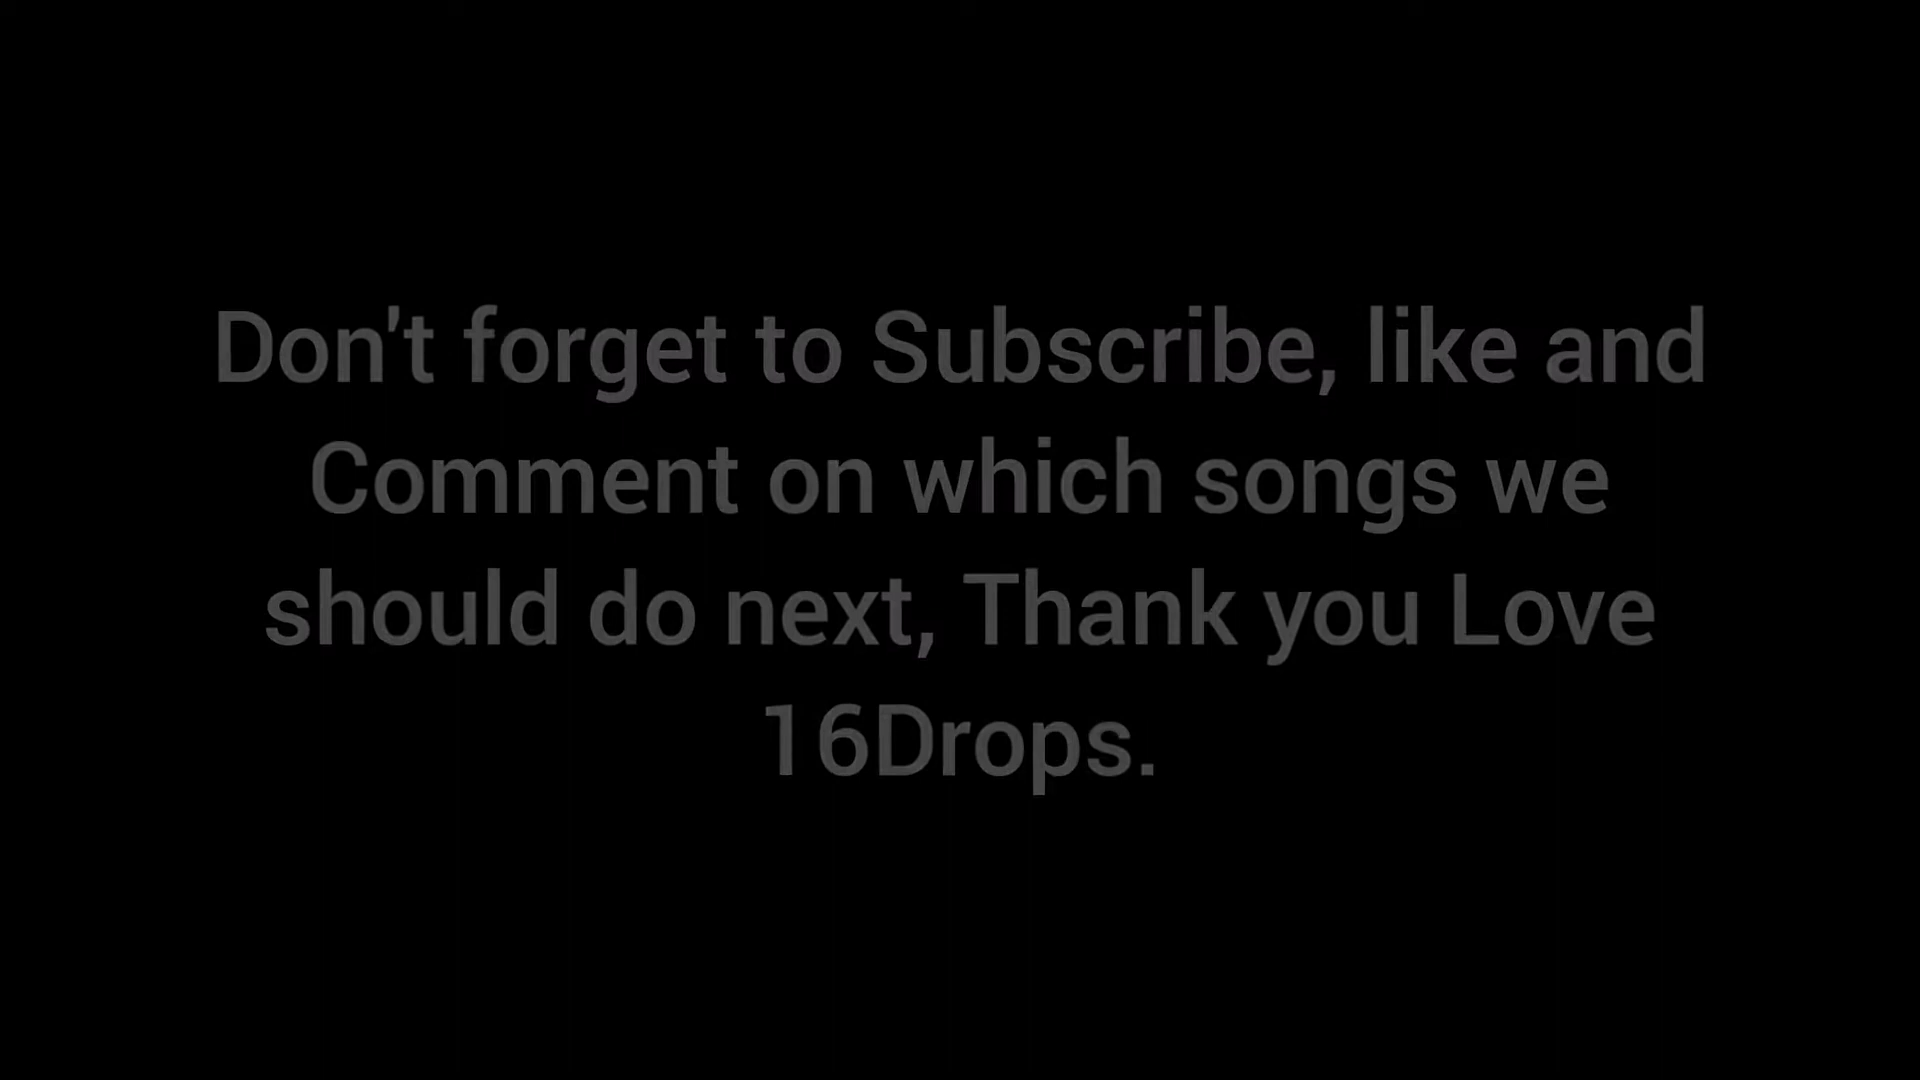 Don't forget to Subscribe, like and
Comment on which songs we
should do next, Thank you Love
16Drops.